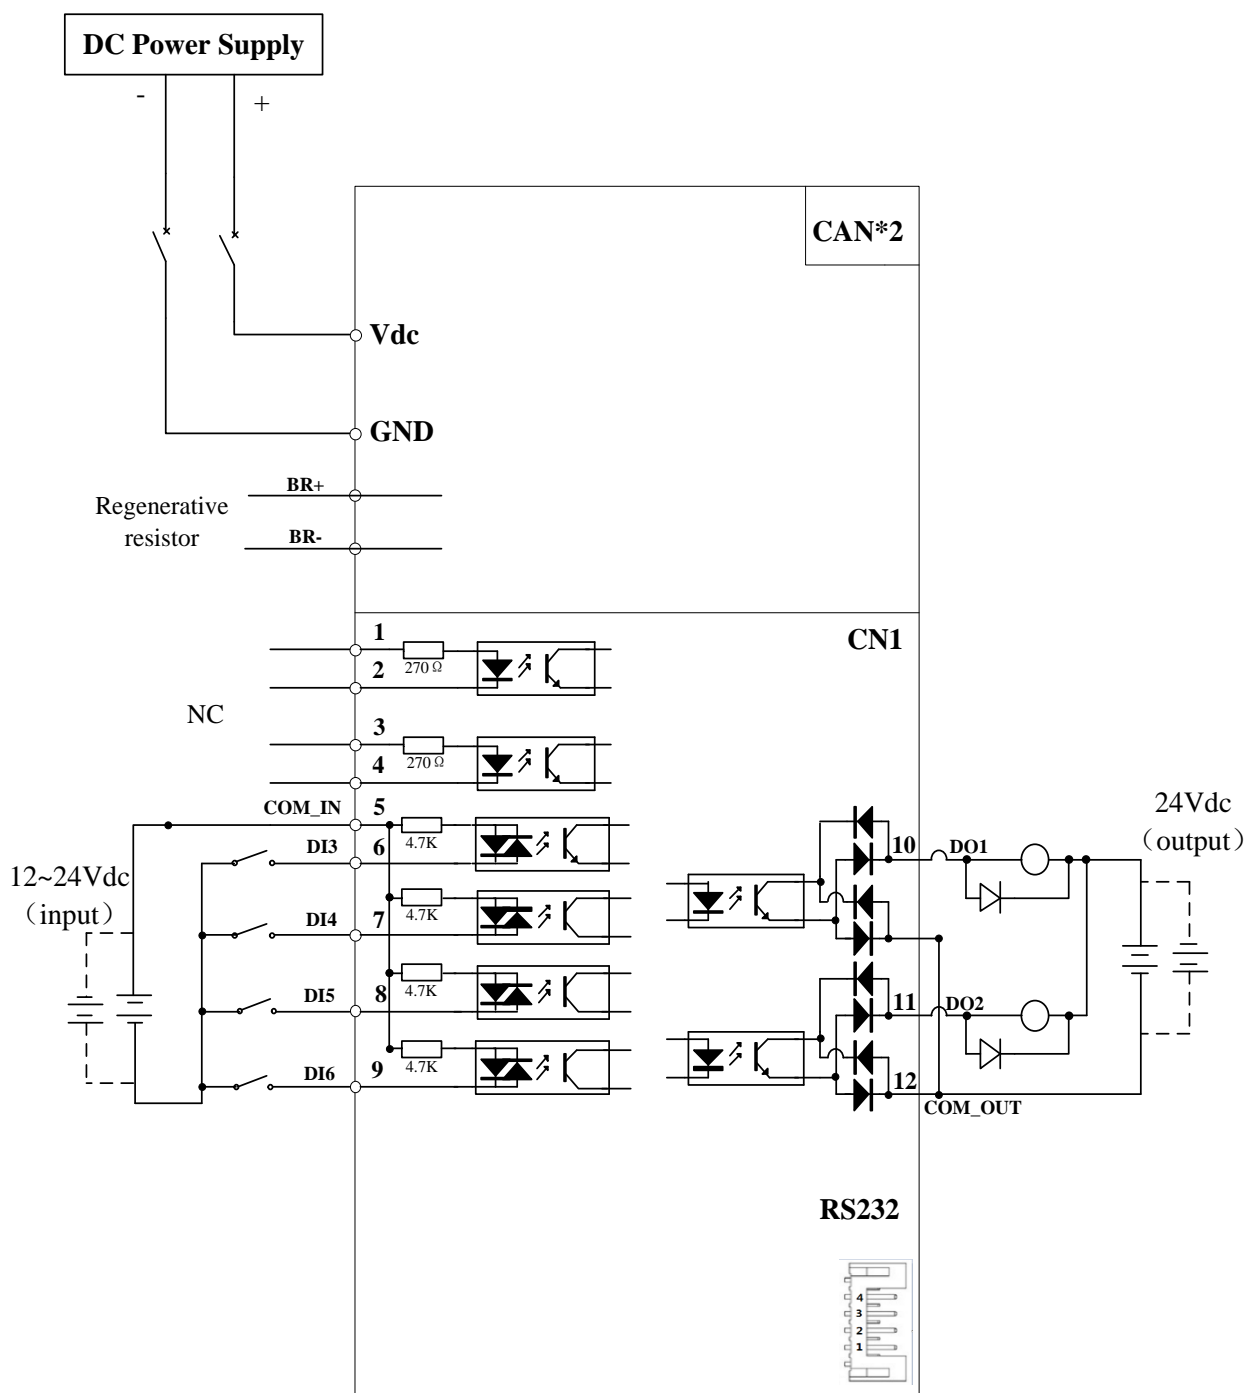 DC Power Supply
-
+
CAN*2
Vdc
GND
BR+
Regenerative
resistor
BR-
CN1
1
270Ω
2
NC
3
270Ω
4
COM_IN
5
4.7K
DI3
6
12~24Vdc
（input）
DI4
7
4.7K
DI5
8
4.7K
DI6
9
4.7K
10
DO1
24Vdc
（output）
11
DO2
12
COM_OUT
RS232
4
3
2
1